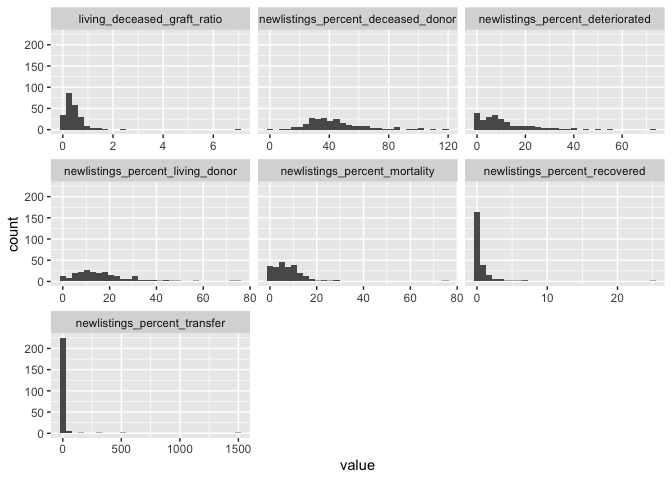 living_deceased_graft_ratio
newlistings_percent_deceased_donor
newlistings_percent_deteriorated
200
150
100
50
0
0 2 4 6
0 40 80 120
0 20 40 60
newlistings_percent_living_donor
newlistings_percent_mortality
newlistings_percent_recovered
count
200
150
100
50
0
0 20 40 60 80
0 20 40 60 80
0 10 20
newlistings_percent_transfer
200
150
100
50
0
0 500 1000 1500
value